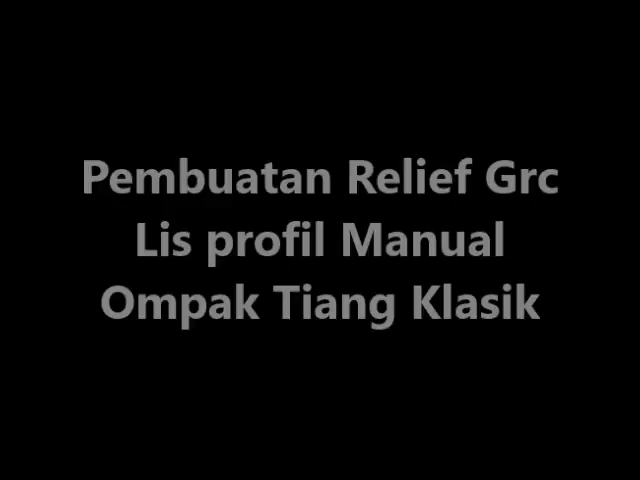 Pembuatan Relief Grc
Lis profil Manual
Ompak Tiang Klasik